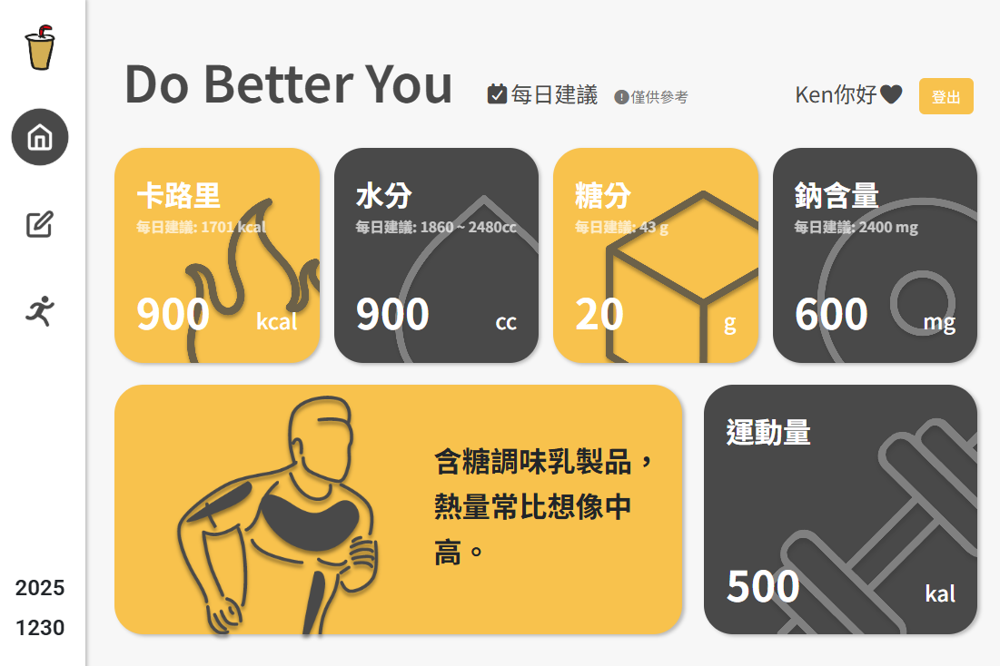 Do Better You
每日建議
僅供參考
Ken你好
登出
卡路里
每日建議: 1701 kcal
900 kcal
水分
每日建議: 1860 ~ 2480cc
900 cc
糖分
每日建議: 43 g
20 g
鈉含量
每日建議: 2400 mg
600 mg
含糖調味乳製品，
熱量常比想像中
高。
運動量
500 kal
2025
1230